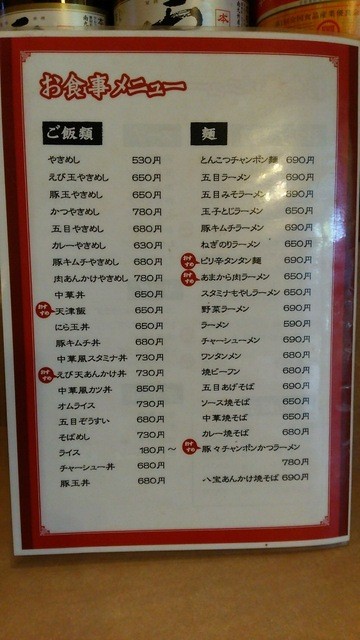 お食事メニュー
ご飯類
やきめし 530円
えび玉やきめし 650円
豚玉やきめし 650円
かつやきめし 780円
五目やきめし 680円
カレーやきめし 630円
豚キムチやきめし 680円
肉あんかけやきめし 780円
中華丼 650円
おすすめ 天津飯 650円
にら玉丼 650円
豚キムチ丼 680円
中華風スタミナ丼 730円
おすすめ えび天あんかけ丼 730円
中華風カツ丼 850円
オムライス 730円
五目ぞうすい 680円
そばめし 730円
ライス 180円～
チャーシュー丼 680円
豚玉丼 680円
麺
とんこつチャンポン麺 690円
五目ラーメン 690円
五目みそラーメン 690円
玉子とじラーメン 650円
豚キムチラーメン 690円
ねぎのりラーメン 650円
おすすめ ピリ辛タンタン麺 690円
おすすめ あまから肉ラーメン 650円
スタミナもやしラーメン 650円
野菜ラーメン 690円
ラーメン 590円
チャーシューメン 690円
ワンタンメン 680円
焼ビーフン 680円
五目あげそば 690円
ソース焼そば 650円
中華焼そば 650円
カレー焼そば 680円
おすすめ 豚々チャンポンかつラーメン
780円
八宝あんかけ焼そば 690円